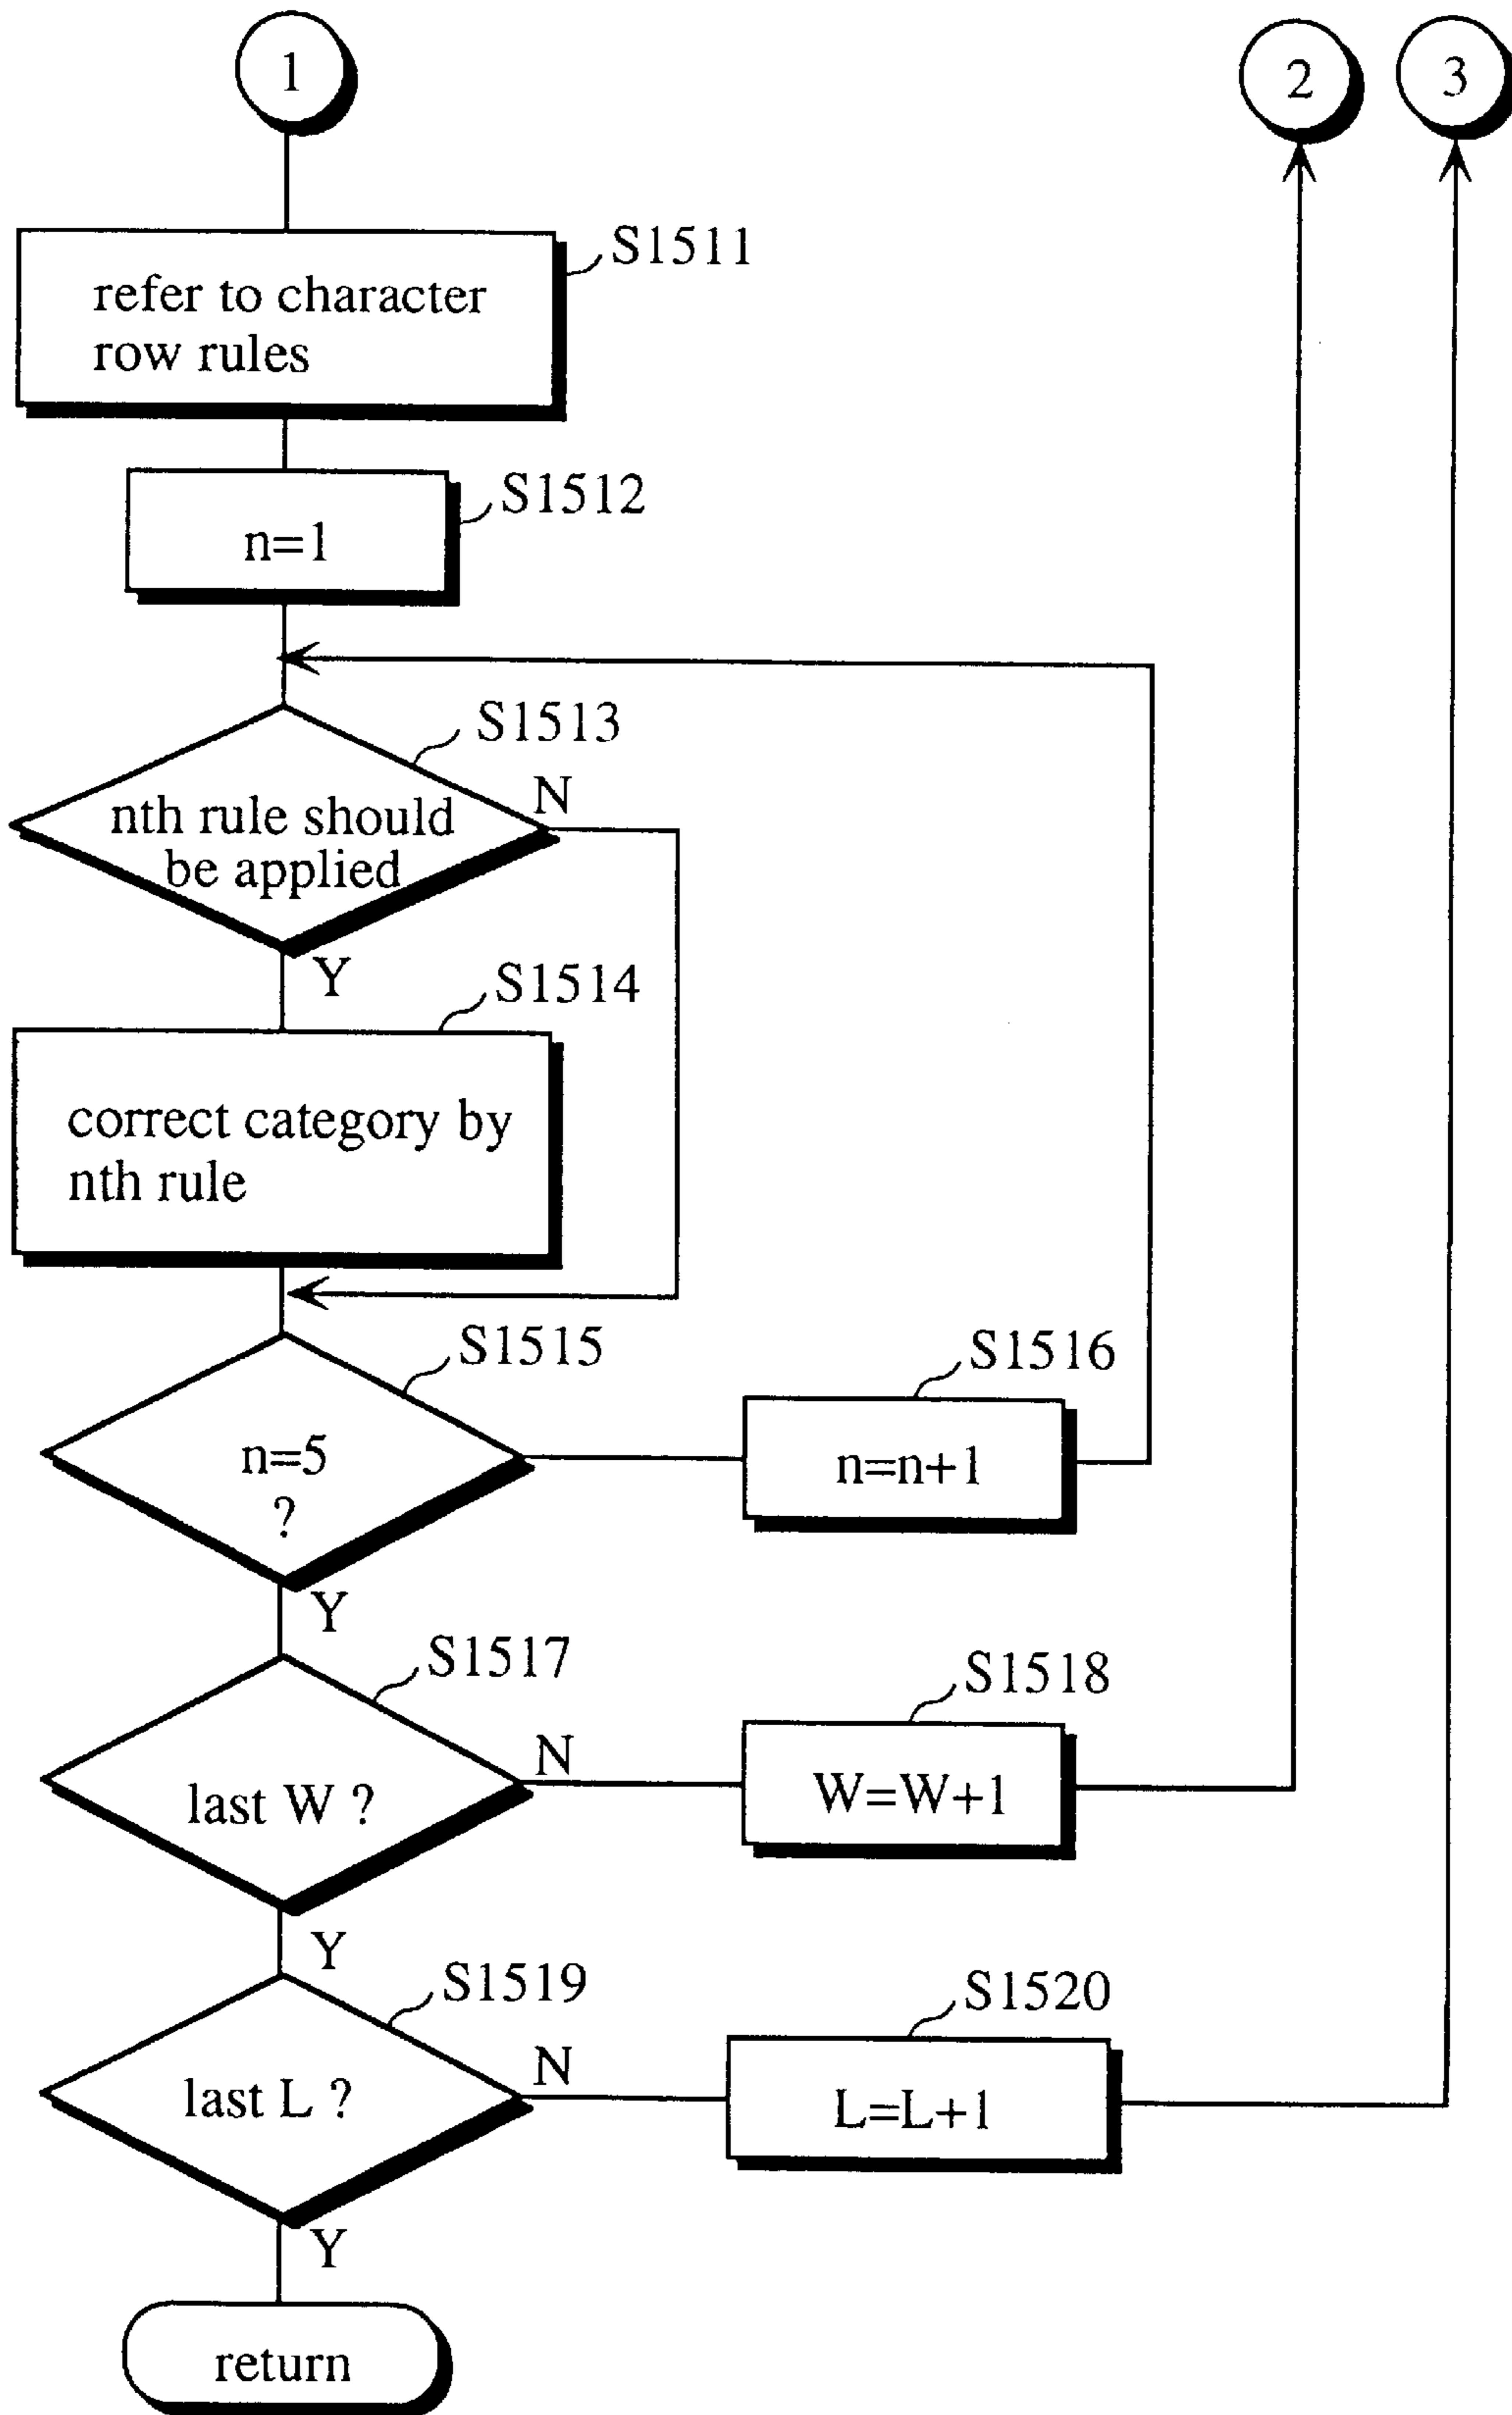 1
2
3
S1511
refer to character
row rules
S1512
n=1
S1513
nth rule should
be applied
N
Y
S1514
correct category by
nth rule
S1515
n=5
?
S1516
n=n+1
Y
S1517
last W ?
N
S1518
W=W+1
Y
S1519
last L ?
N
S1520
L=L+1
Y
return